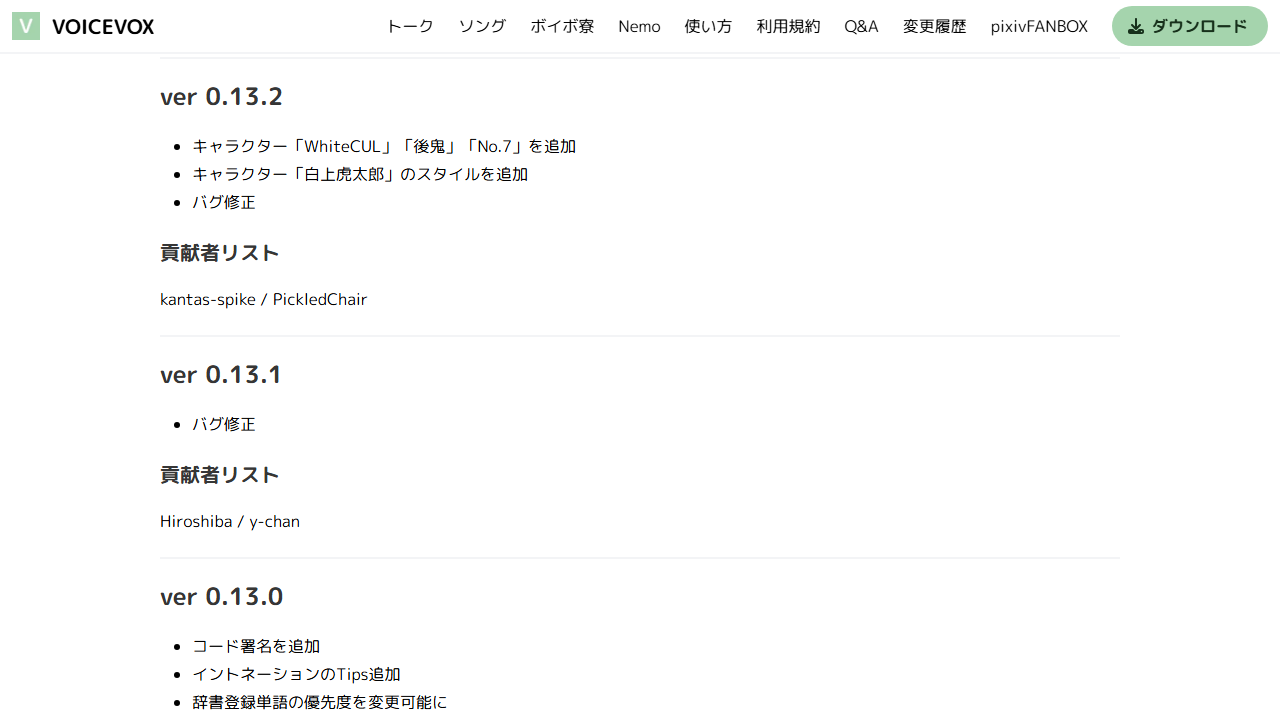 V VOICEVOX トーク ソング ボイボ寮 Nemo 使い方 利用規約 Q&A 変更履歴 pixivFANBOX ダウンロード
ver 0.13.2
• キャラクター「WhiteCUL」「後鬼」「No.7」を追加
• キャラクター「白上虎太郎」のスタイルを追加
• バグ修正
貢献者リスト
kantas-spike / PickledChair
ver 0.13.1
• バグ修正
貢献者リスト
Hiroshiba / y-chan
ver 0.13.0
• コード署名を追加
• イントネーションのTips追加
• 辞書登録単語の優先度を変更可能に